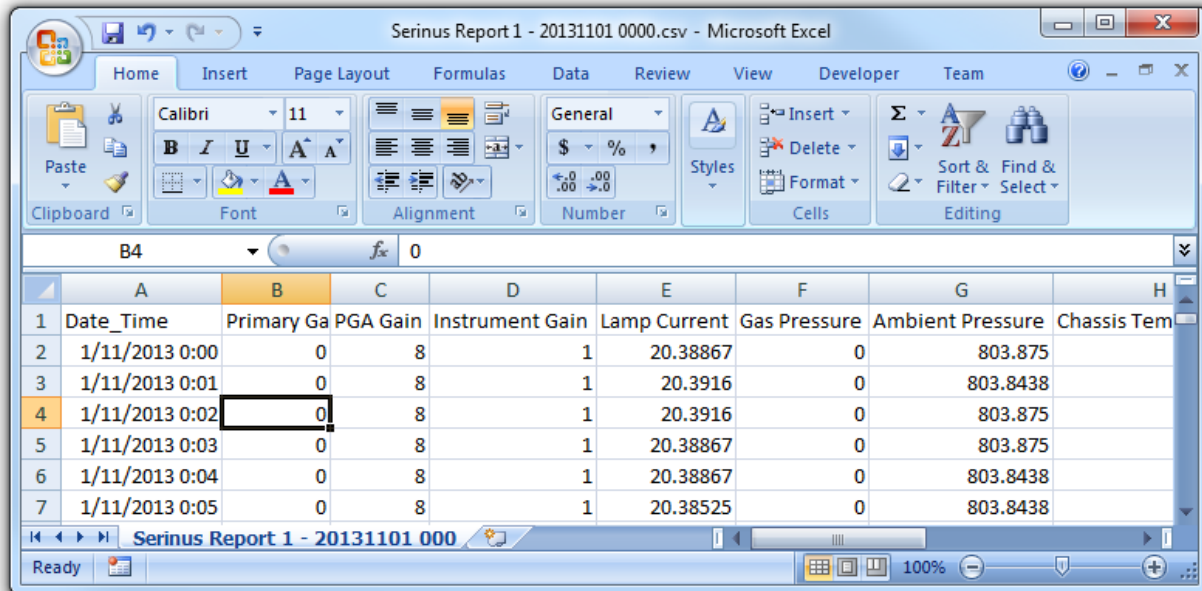 Serinus Report 1 - 20131101 0000.csv - Microsoft Excel
Home Insert Page Layout Formulas Data Review View Developer Team
Calibri 11 General Insert Σ
Paste B I U A A $ % , Styles Delete Sort & Find &
.0 .00 .00 .0 Format Filter Select
Clipboard Font Alignment Number Cells Editing
B4 fx 0
A B C D E F G H
1 Date_Time Primary Ga PGA Gain Instrument Gain Lamp Current Gas Pressure Ambient Pressure Chassis Tem
2 1/11/2013 0:00 0 8 1 20.38867 0 803.875
3 1/11/2013 0:01 0 8 1 20.3916 0 803.8438
4 1/11/2013 0:02 0 8 1 20.3916 0 803.875
5 1/11/2013 0:03 0 8 1 20.38867 0 803.875
6 1/11/2013 0:04 0 8 1 20.38867 0 803.8438
7 1/11/2013 0:05 0 8 1 20.38525 0 803.8438
Serinus Report 1 - 20131101 000
Ready 100%